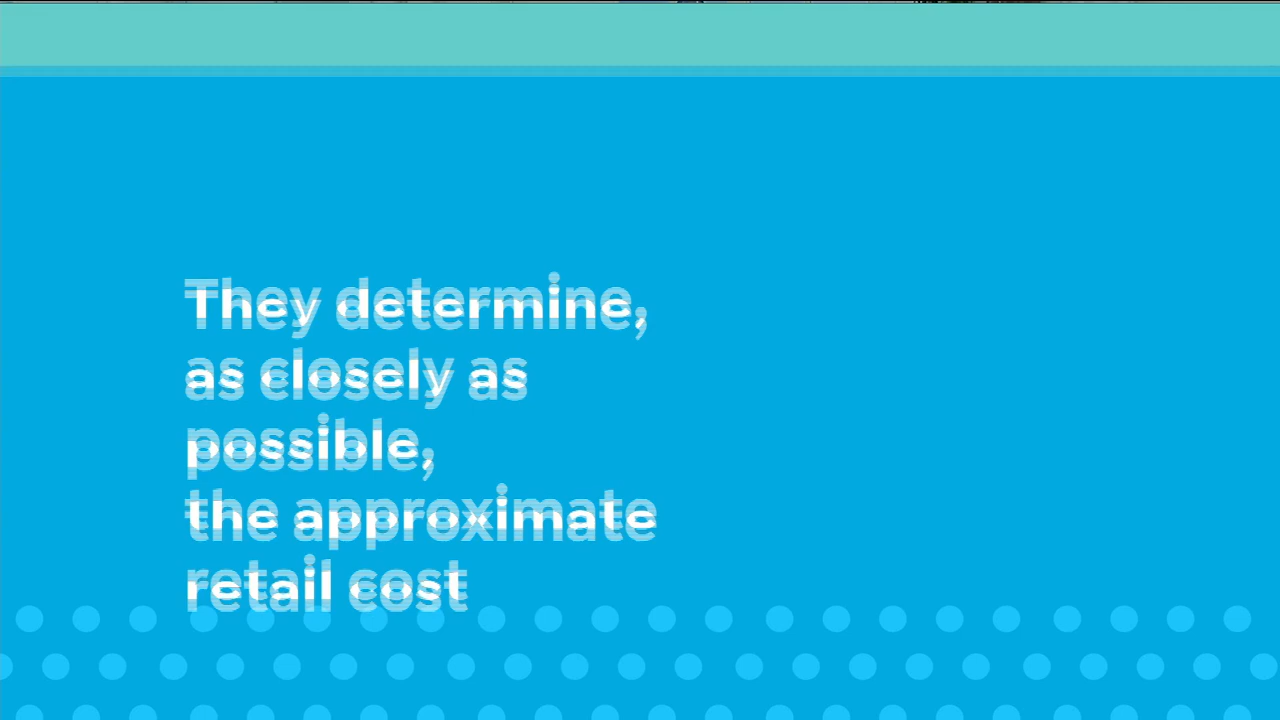 They determine,
as closely as
possible,
the approximate
retail cost